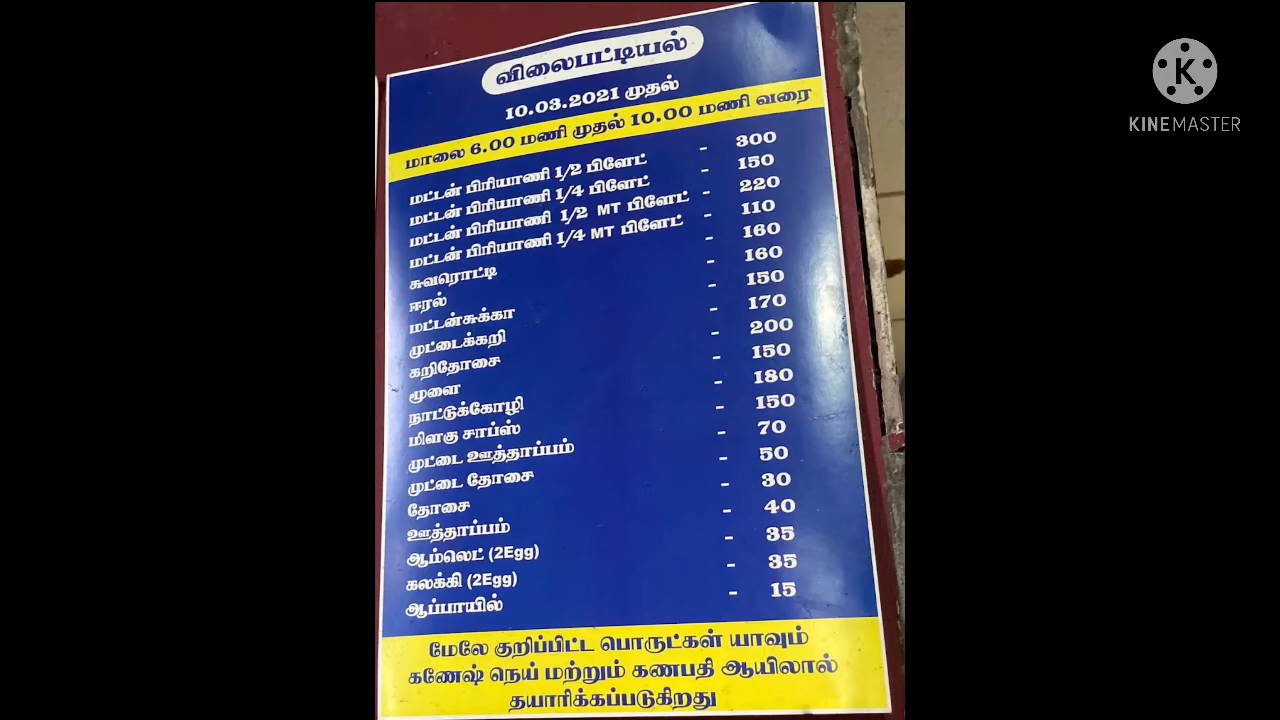 விலைபட்டியல்
10.03.2021 முதல்
மாலை 6.00 மணி முதல் 10.00 மணி வரை
மட்டன் பிரியாணி 1/2 பிளேட் - 300
மட்டன் பிரியாணி 1/4 பிளேட் - 150
மட்டன் பிரியாணி 1/2 MT பிளேட் - 220
மட்டன் பிரியாணி 1/4 MT பிளேட் - 110
சுவரொட்டி - 160
ஈரல் - 160
மட்டன்சுக்கா - 150
முட்டைக்கறி - 170
கறிதோசை - 200
மூளை - 150
நாட்டுக்கோழி - 180
மிளகு சாப்ஸ் - 150
முட்டை ஊத்தாப்பம் - 70
முட்டை தோசை - 50
தோசை - 30
ஊத்தாப்பம் - 40
ஆம்லெட் (2Egg) - 35
கலக்கி (2Egg) - 35
ஆப்பாயில் - 15
மேலே குறிப்பிட்ட பொருட்கள் யாவும்
கணேஷ் நெய் மற்றும் கணபதி ஆயிலால்
தயாரிக்கப்படுகிறது
K
KINEMASTER